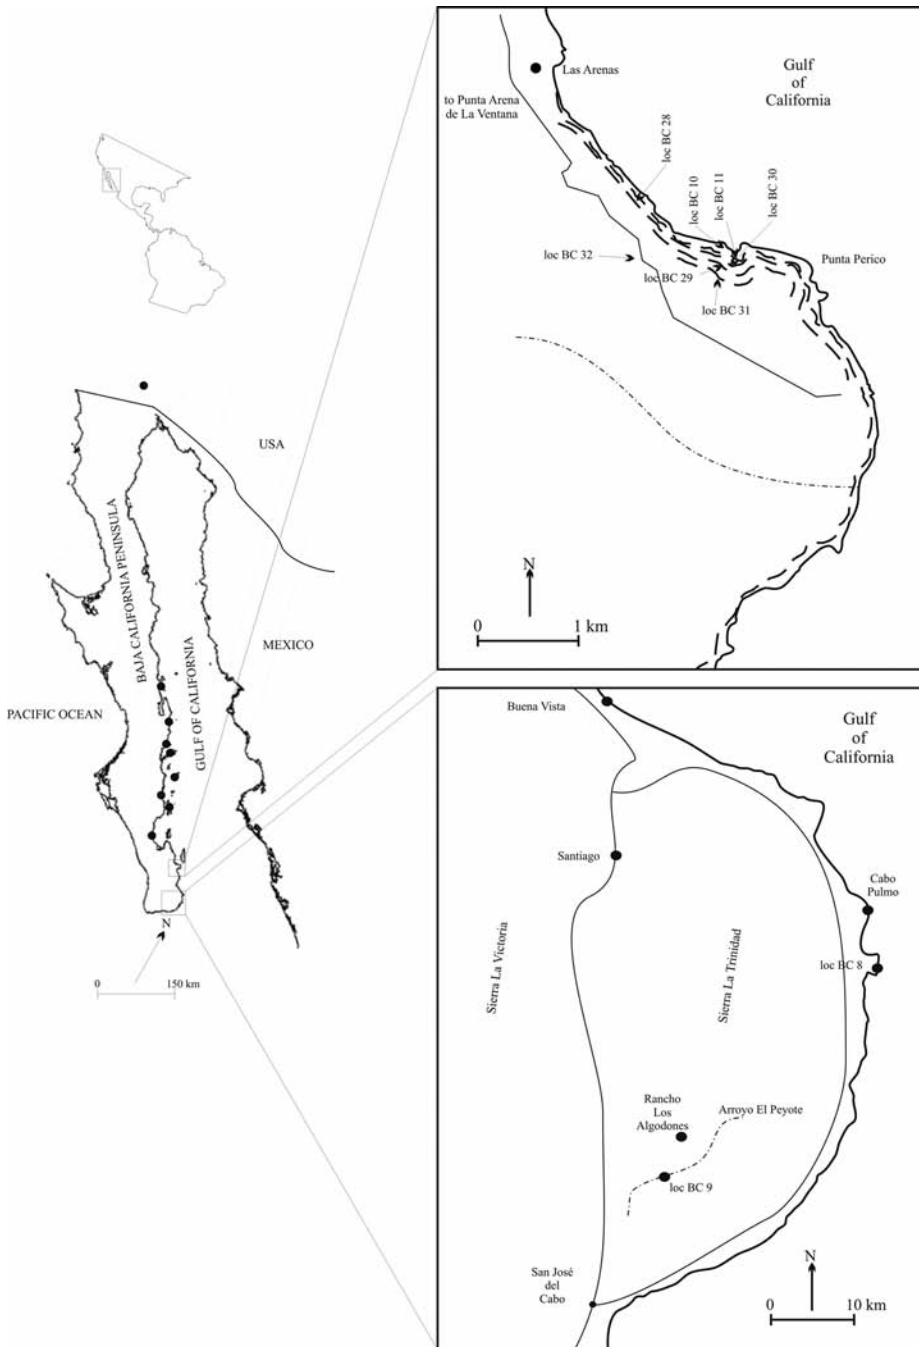 USA
BAJA CALIFORNIA PENINSULA
GULF OF CALIFORNIA
MEXICO
PACIFIC OCEAN
N
0 150 km
Las Arenas
Gulf
of
California
to Punta Arena
de La Ventana
loc BC 28
loc BC 10
loc BC 11
loc BC 30
loc BC 32
Punta Perico
loc BC 29
loc BC 31
N
0 1 km
Buena Vista
Gulf
of
California
Santiago
Cabo
Pulmo
Sierra La Victoria
Sierra La Trinidad
loc BC 8
Rancho
Los
Algodones
Arroyo El Peyote
loc BC 9
San José
del
Cabo
N
0 10 km